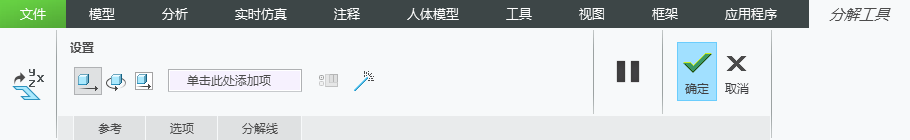 文件 模型 分析 实时仿真 注释 人体模型 工具 视图 框架 应用程序 分解工具
设置
y x
z
单击此处添加项
确定 取消
参考 选项 分解线